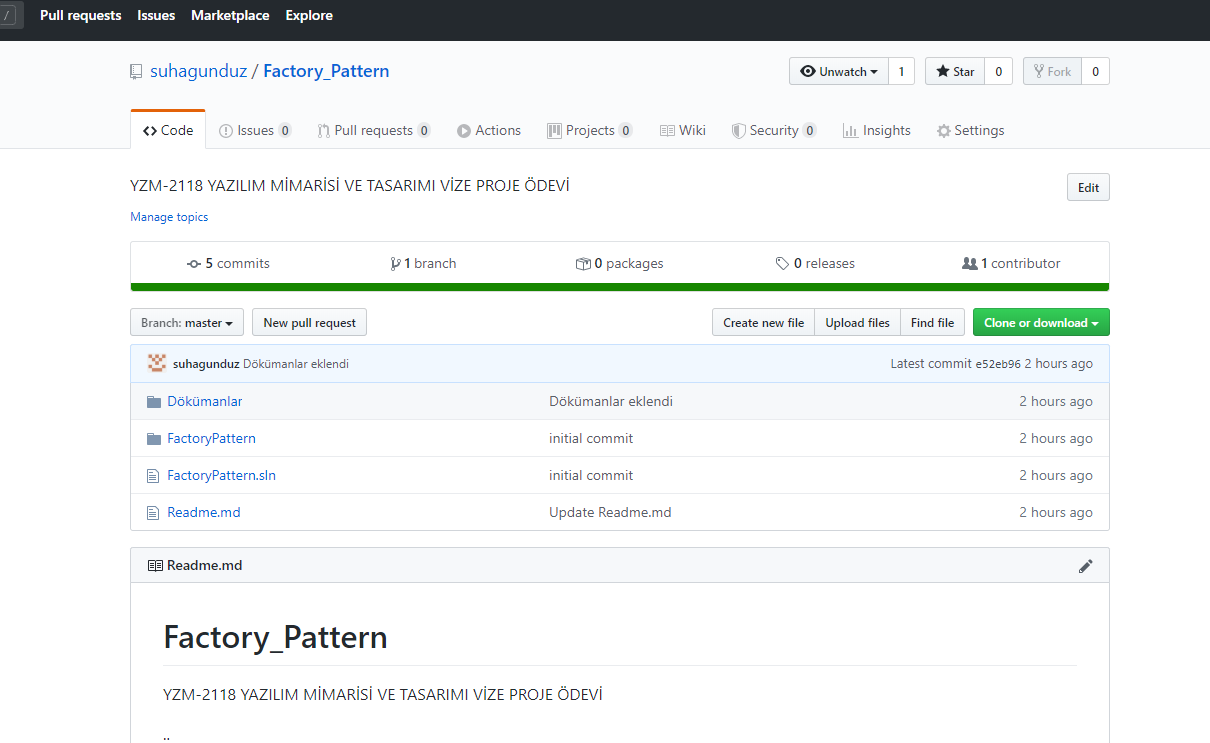 / Pull requests Issues Marketplace Explore
suhagunduz / Factory_Pattern Unwatch 1 Star 0 Fork 0
Code Issues 0 Pull requests 0 Actions Projects 0 Wiki Security 0 Insights Settings
YZM-2118 YAZILIM MİMARİSİ VE TASARIMI VİZE PROJE ÖDEVİ Edit
Manage topics
5 commits 1 branch 0 packages 0 releases 1 contributor
Branch: master New pull request Create new file Upload files Find file Clone or download
suhagunduz Dökümanlar eklendi Latest commit e52eb96 2 hours ago
Dökümanlar Dökümanlar eklendi 2 hours ago
FactoryPattern initial commit 2 hours ago
FactoryPattern.sln initial commit 2 hours ago
Readme.md Update Readme.md 2 hours ago
Readme.md
Factory_Pattern
YZM-2118 YAZILIM MİMARİSİ VE TASARIMI VİZE PROJE ÖDEVİ